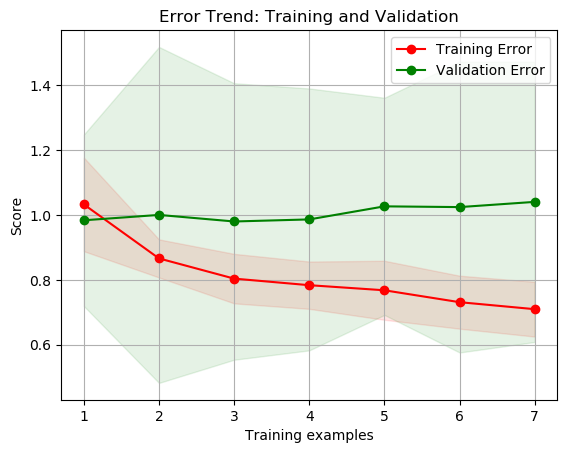 Error Trend: Training and Validation
Training Error
Validation Error
Score
1.4
1.2
1.0
0.8
0.6
1 2 3 4 5 6 7
Training examples